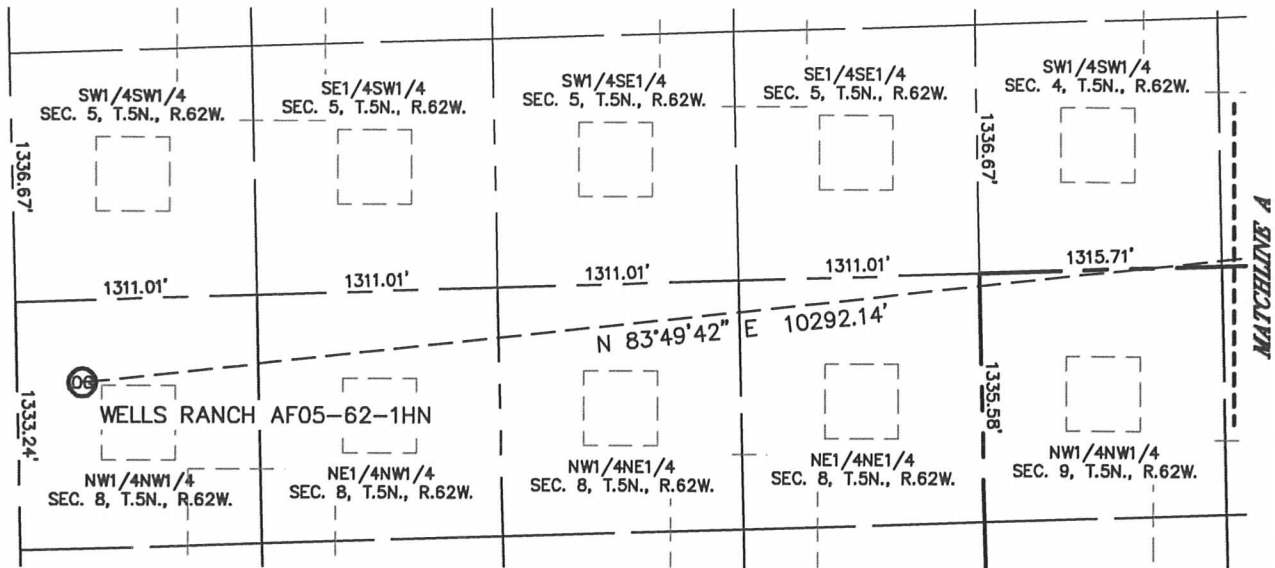 SW1/4SW1/4
SEC. 5, T.5N., R.62W.
SE1/4SW1/4
SEC. 5, T.5N., R.62W.
SW1/4SE1/4
SEC. 5, T.5N., R.62W.
SE1/4SE1/4
SEC. 5, T.5N., R.62W.
SW1/4SW1/4
SEC. 4, T.5N., R.62W.
1336.67'
1336.67'
MATCHLINE A'
1311.01'
1311.01'
1311.01'
1311.01'
1315.71'
N 83°49'42" E 10292.14'
WELLS RANCH AF05-62-1HN
1333.24'
1335.58'
NW1/4NW1/4
SEC. 8, T.5N., R.62W.
NE1/4NW1/4
SEC. 8, T.5N., R.62W.
NW1/4NE1/4
SEC. 8, T.5N., R.62W.
NE1/4NE1/4
SEC. 8, T.5N., R.62W.
NW1/4NW1/4
SEC. 9, T.5N., R.62W.